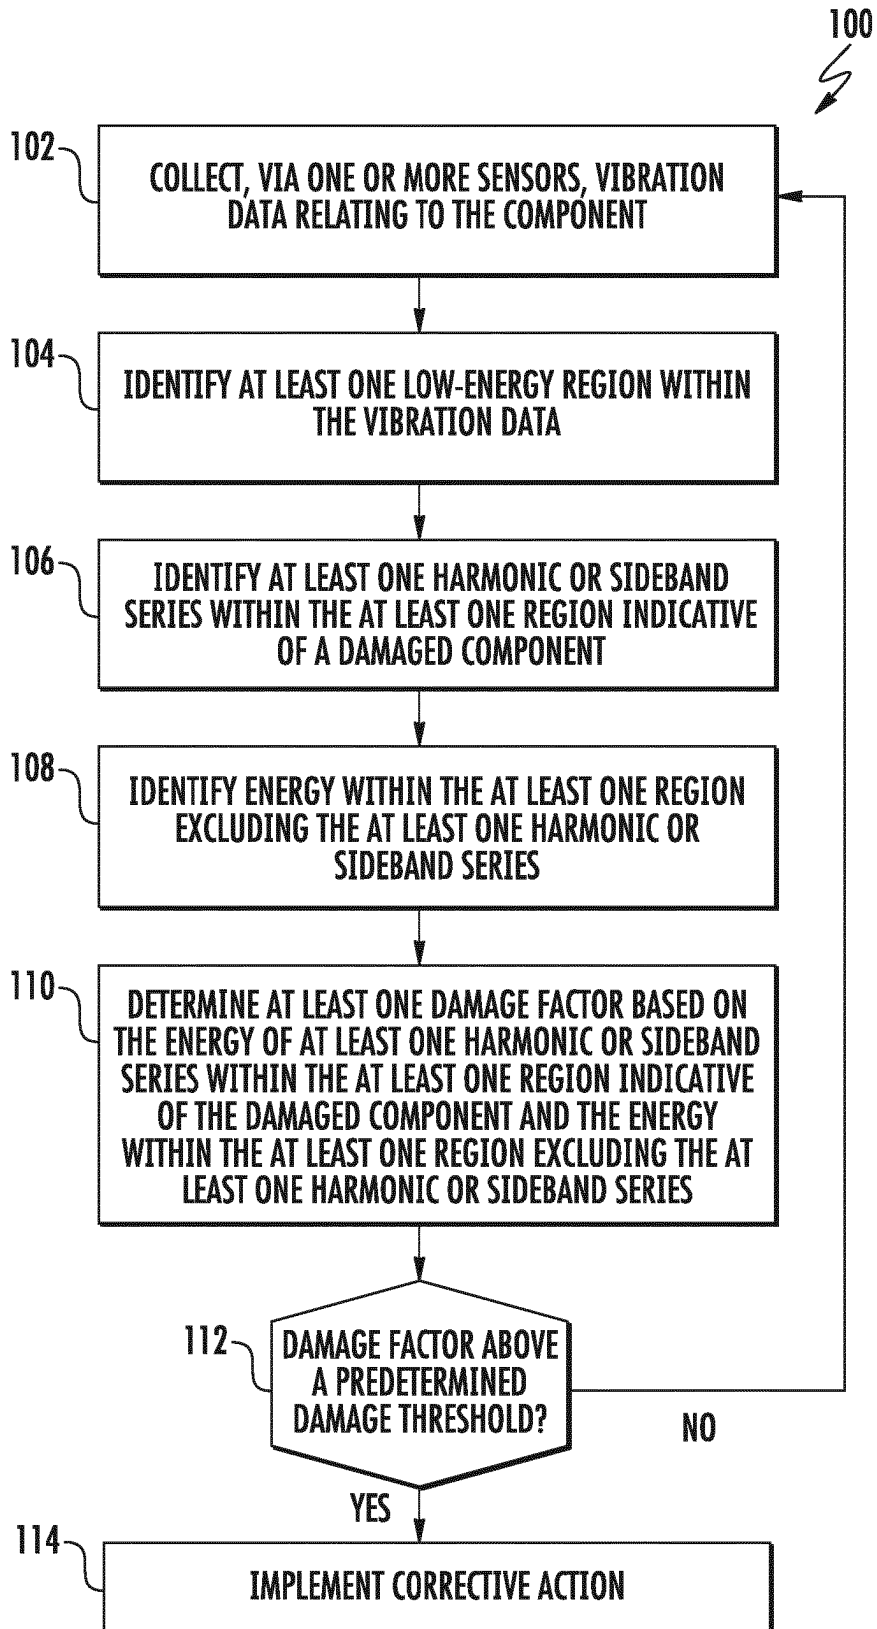 100
102
COLLECT, VIA ONE OR MORE SENSORS, VIBRATION
DATA RELATING TO THE COMPONENT
104
IDENTIFY AT LEAST ONE LOW-ENERGY REGION WITHIN
THE VIBRATION DATA
106
IDENTIFY AT LEAST ONE HARMONIC OR SIDEBAND
SERIES WITHIN THE AT LEAST ONE REGION INDICATIVE
OF A DAMAGED COMPONENT
108
IDENTIFY ENERGY WITHIN THE AT LEAST ONE REGION
EXCLUDING THE AT LEAST ONE HARMONIC OR
SIDEBAND SERIES
110
DETERMINE AT LEAST ONE DAMAGE FACTOR BASED ON
THE ENERGY OF AT LEAST ONE HARMONIC OR SIDEBAND
SERIES WITHIN THE AT LEAST ONE REGION INDICATIVE
OF THE DAMAGED COMPONENT AND THE ENERGY
WITHIN THE AT LEAST ONE REGION EXCLUDING THE AT
LEAST ONE HARMONIC OR SIDEBAND SERIES
112
DAMAGE FACTOR ABOVE
A PREDETERMINED
DAMAGE THRESHOLD?
NO
YES
114
IMPLEMENT CORRECTIVE ACTION